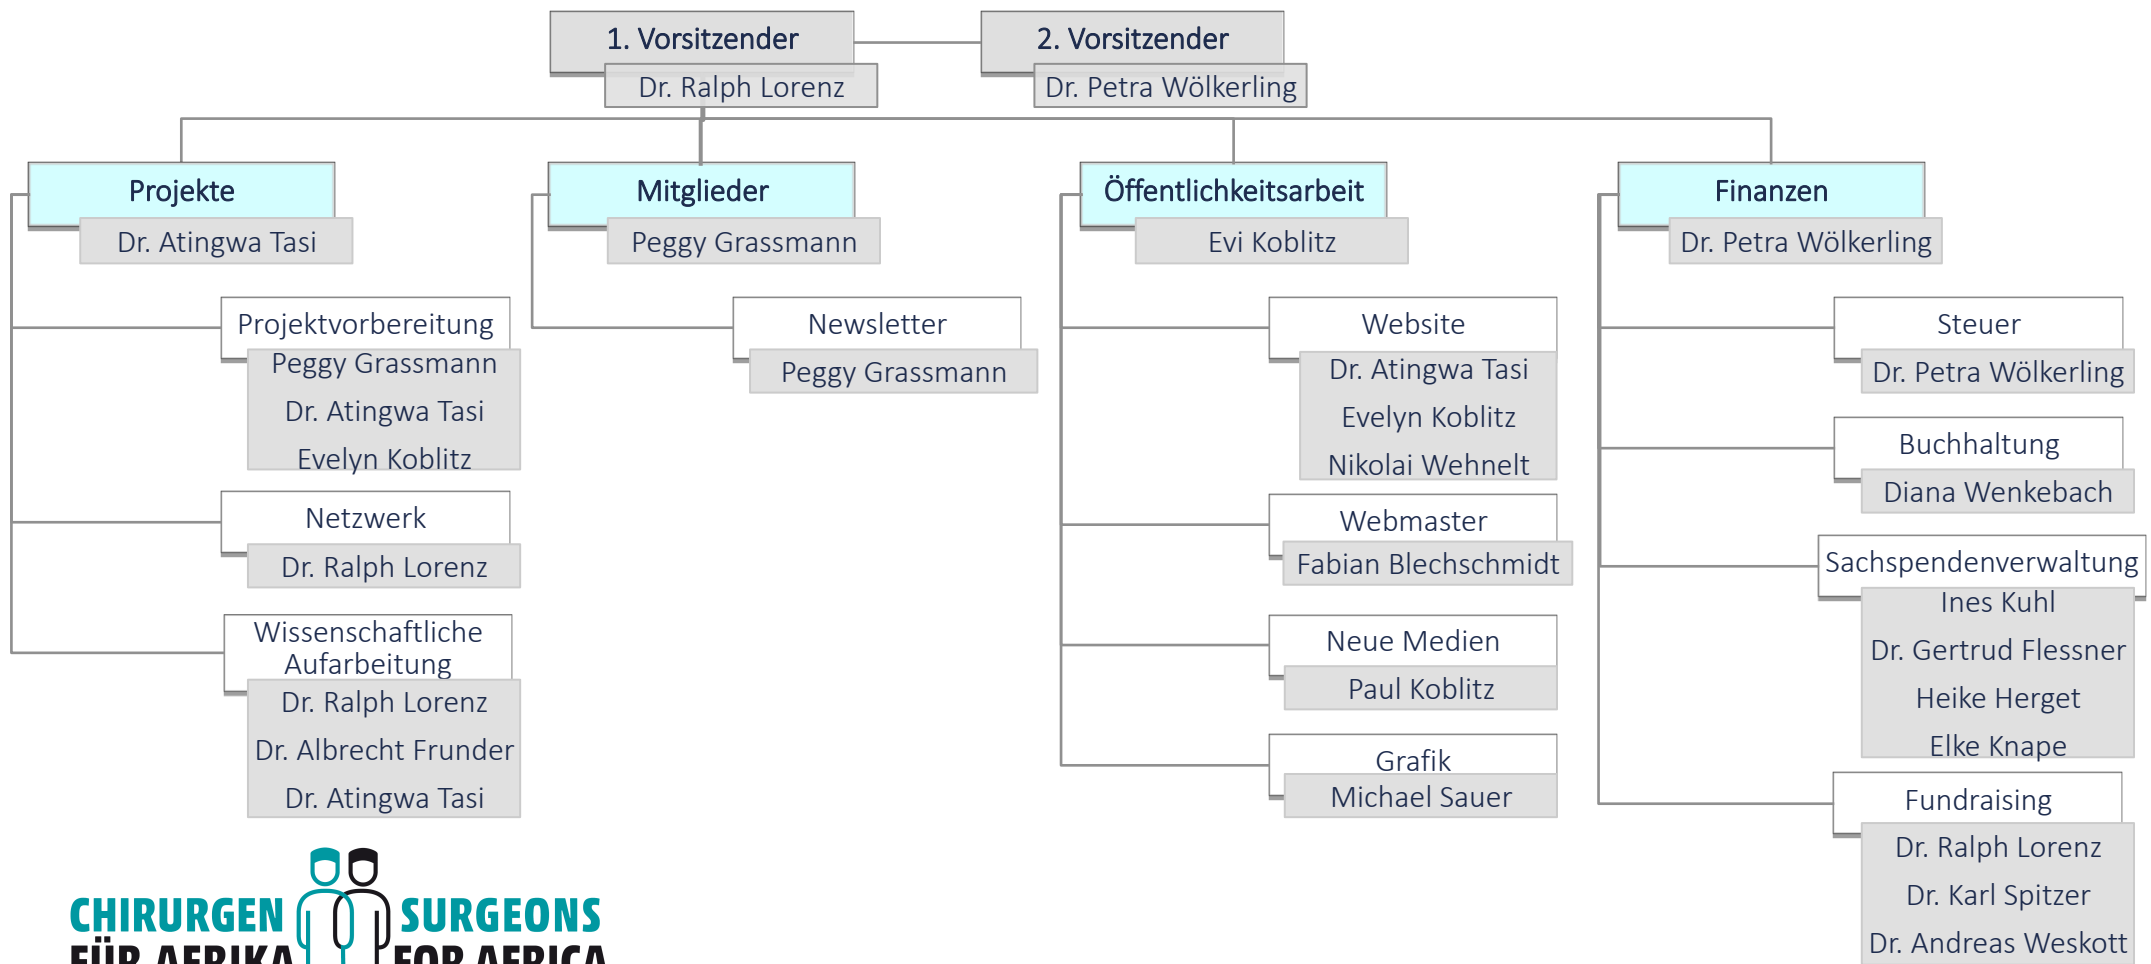 1. Vorsitzender
Dr. Ralph Lorenz
2. Vorsitzender
Dr. Petra Wölkerling
Projekte
Dr. Atingwa Tasi
Projektvorbereitung
Peggy Grassmann
Dr. Atingwa Tasi
Evelyn Koblitz
Netzwerk
Dr. Ralph Lorenz
Wissenschaftliche
Aufarbeitung
Dr. Ralph Lorenz
Dr. Albrecht Frunder
Dr. Atingwa Tasi
Mitglieder
Peggy Grassmann
Newsletter
Peggy Grassmann
Öffentlichkeitsarbeit
Evi Koblitz
Website
Dr. Atingwa Tasi
Evelyn Koblitz
Nikolai Wehnelt
Webmaster
Fabian Blechschmidt
Neue Medien
Paul Koblitz
Grafik
Michael Sauer
Finanzen
Dr. Petra Wölkerling
Steuer
Dr. Petra Wölkerling
Buchhaltung
Diana Wenkebach
Sachspendenverwaltung
Ines Kuhl
Dr. Gertrud Flessner
Heike Herget
Elke Knape
Fundraising
Dr. Ralph Lorenz
Dr. Karl Spitzer
Dr. Andreas Weskott
CHIRURGEN
FÜR AFRIKA
SURGEONS
FOR AFRICA